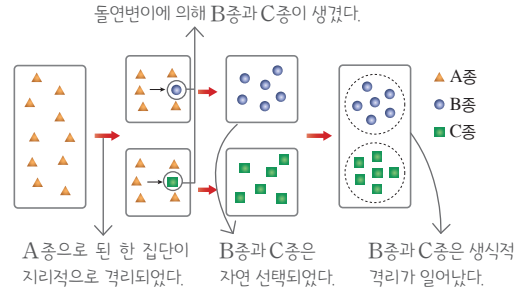 돌연변이에 의해 B종과 C종이 생겼다.
A종
B종
C종
A종으로 된 한 집단이
지리적으로 격리되었다.
B종과 C종은
자연 선택되었다.
B종과 C종은 생식적
격리가 일어났다.